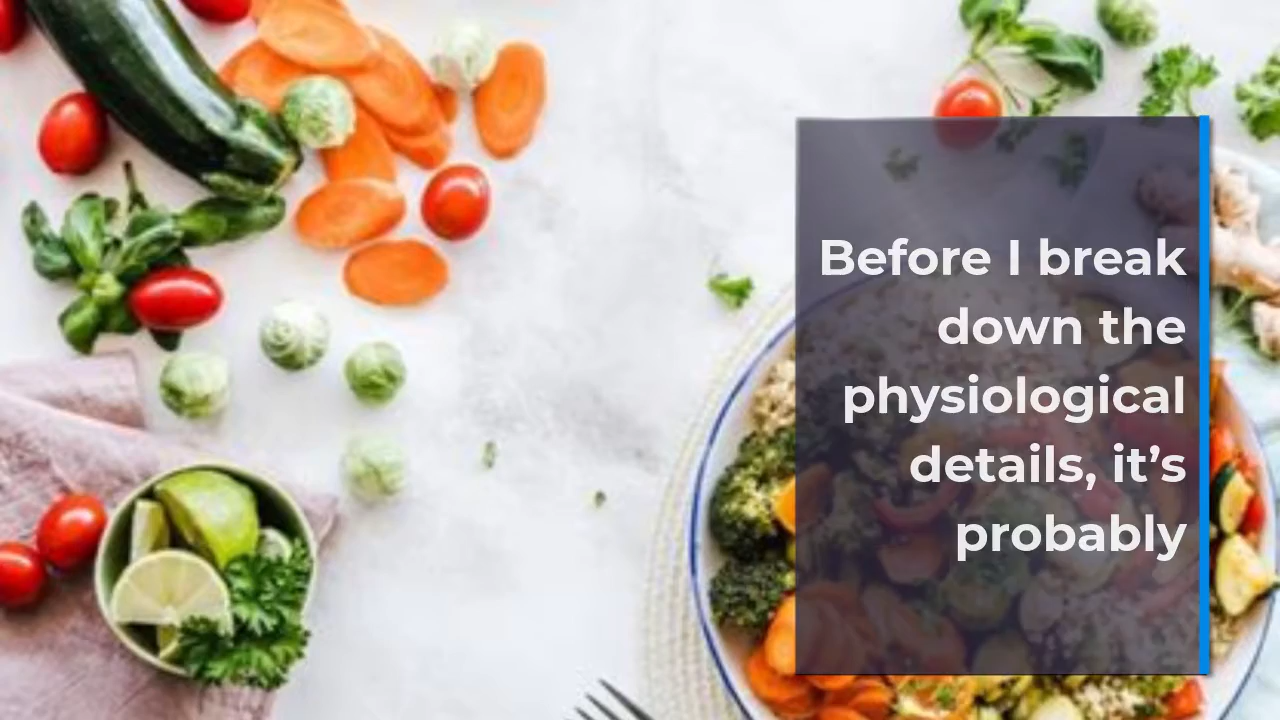 Before I break
down the
physiological
details, it’s
probably